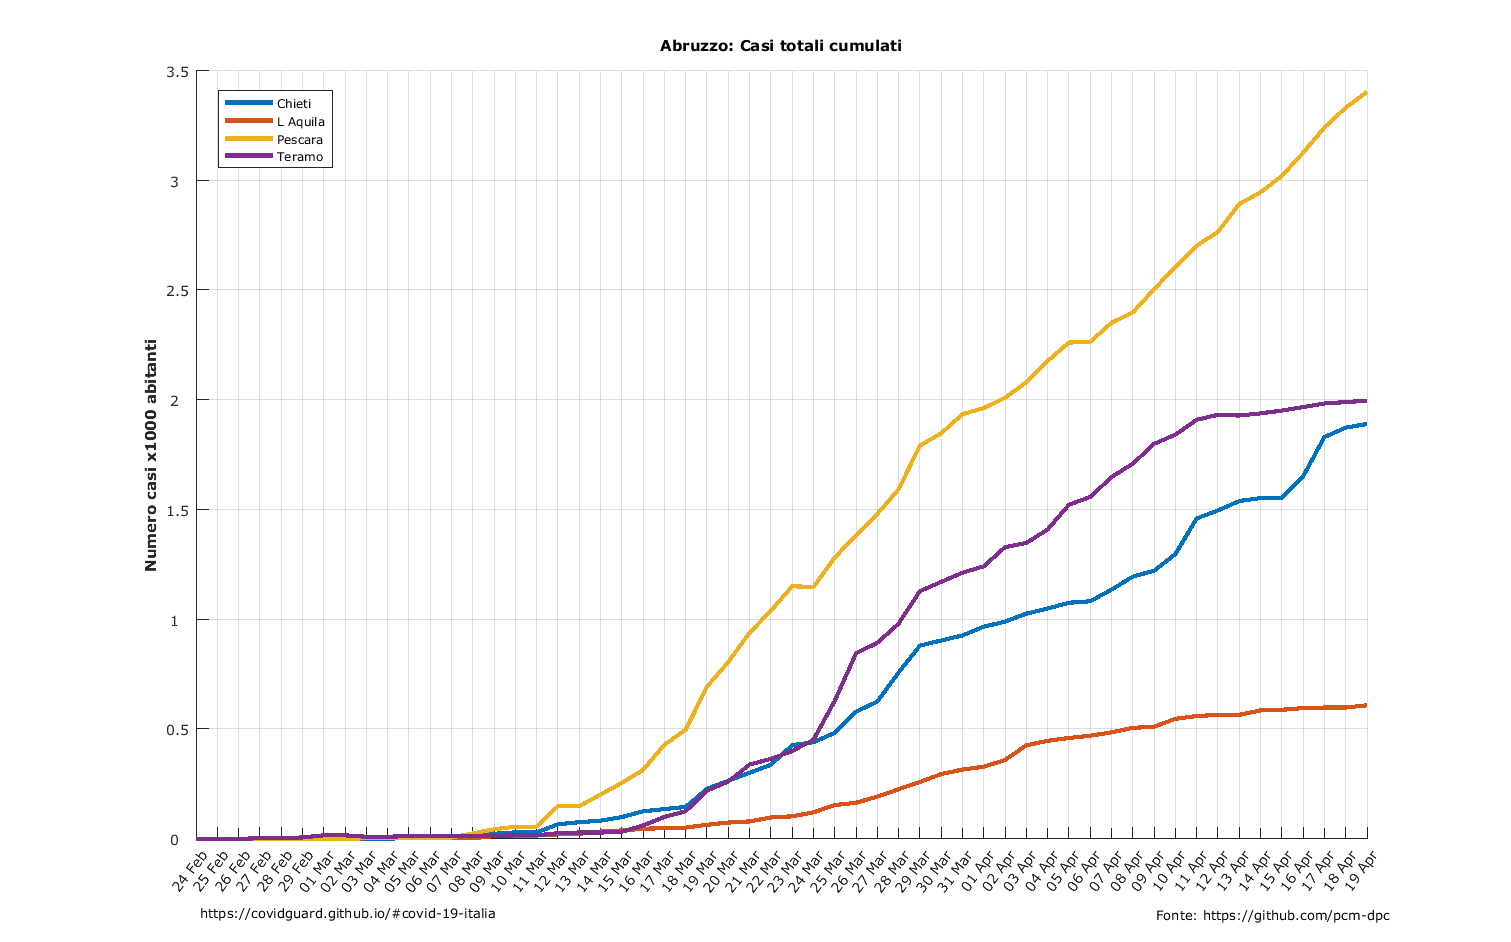 Abruzzo: Casi totali cumulati
3.5
3
2.5
2
1.5
1
0.5
0
Numero casi x1000 abitanti
Chieti
L Aquila
Pescara
Teramo
24 Feb
25 Feb
26 Feb
27 Feb
28 Feb
29 Feb
01 Mar
02 Mar
03 Mar
04 Mar
05 Mar
06 Mar
07 Mar
08 Mar
09 Mar
10 Mar
11 Mar
12 Mar
13 Mar
14 Mar
15 Mar
16 Mar
17 Mar
18 Mar
19 Mar
20 Mar
21 Mar
22 Mar
23 Mar
24 Mar
25 Mar
26 Mar
27 Mar
28 Mar
29 Mar
30 Mar
31 Mar
01 Apr
02 Apr
03 Apr
04 Apr
05 Apr
06 Apr
07 Apr
08 Apr
09 Apr
10 Apr
11 Apr
12 Apr
13 Apr
14 Apr
15 Apr
16 Apr
17 Apr
18 Apr
19 Apr
https://covidguard.github.io/#covid-19-italia
Fonte: https://github.com/pcm-dpc